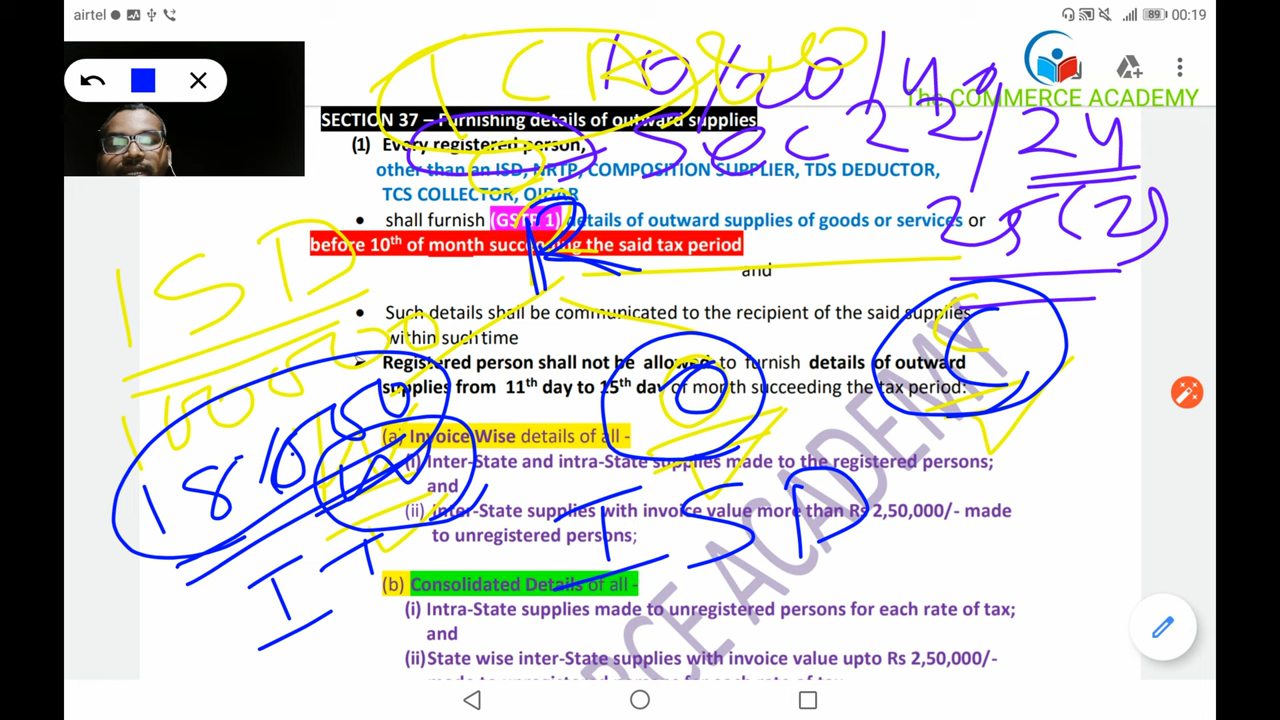 airtel 89 00:19
The COMMERCE ACADEMY
SECTION 37 – Furnishing details of outward supplies
(1) Every registered person,
other than an ISD, NRTP, COMPOSITION SUPPLIER, TDS DEDUCTOR,
TCS COLLECTOR, OIDAR
• shall furnish (GSTR 1) details of outward supplies of goods or services or
before 10th of month succeeding the said tax period
and
• Such details shall be communicated to the recipient of the said supplies
within such time
Registered person shall not be allowed to furnish details of outward
supplies from 11th day to 15th day of month succeeding the tax period:
(a) Invoice Wise details of all -
(i) Inter-State and intra-State supplies made to the registered persons;
and
(ii) Inter-State supplies with invoice value more than Rs 2,50,000/- made
to unregistered persons;
(b) Consolidated Details of all -
(i) Intra-State supplies made to unregistered persons for each rate of tax;
and
(ii) State wise inter-State supplies with invoice value upto Rs 2,50,000/-
Sec 22/24
25(2)
ISD
R
C
O
ISD
IT